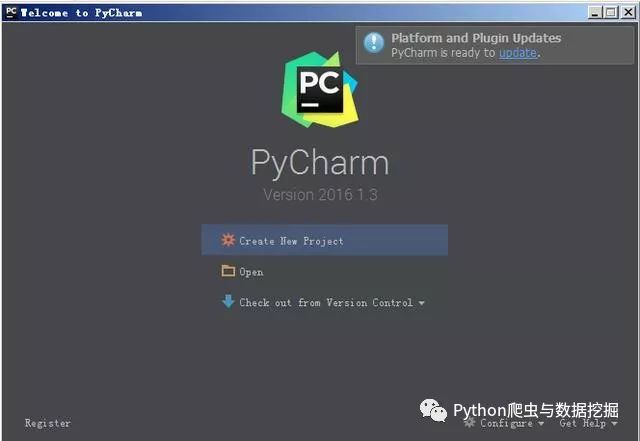 PC Welcome to PyCharm
Platform and Plugin Updates
PyCharm is ready to update.
PC
PyCharm
Version 2016.1.3
Create New Project
Open
Check out from Version Control
Register
Configure
Get Help
Python爬虫与数据挖掘